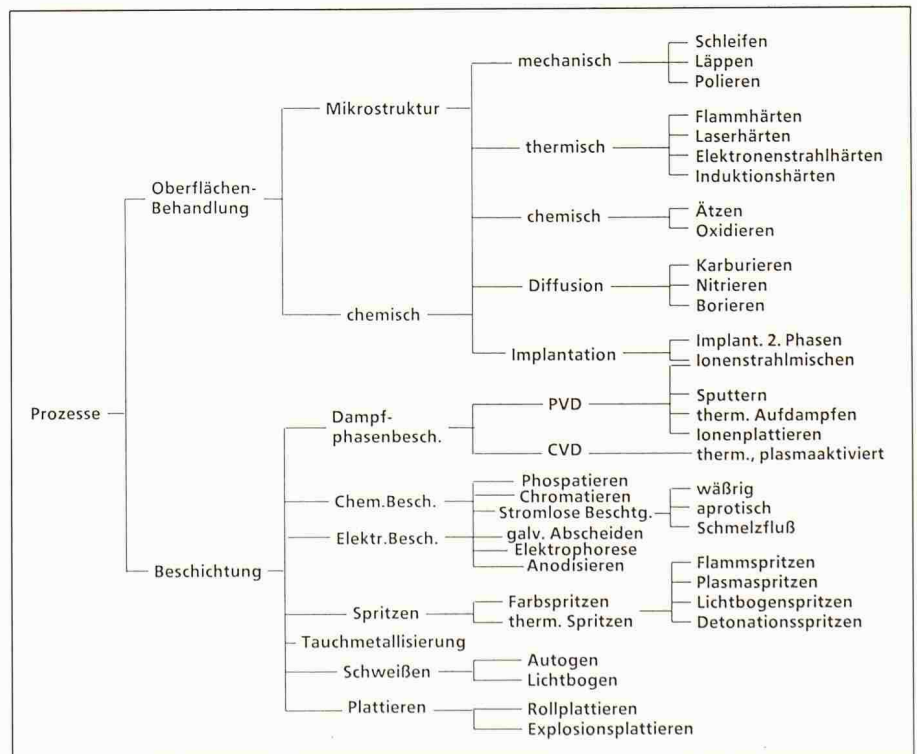 mechanisch
Schleifen
Läppen
Polieren
Mikrostruktur
thermisch
Flammhärten
Laserhärten
Elektronenstrahlhärten
Induktionshärten
Oberflächen-
Behandlung
chemisch
Ätzen
Oxidieren
Diffusion
Karburieren
Nitrieren
Borieren
chemisch
Implantation
Implant. 2. Phasen
Ionenstrahlmischen
Prozesse
Dampf-
phasenbesch.
PVD
Sputtern
therm. Aufdampfen
Ionenplattieren
CVD
therm., plasmaaktiviert
Chem.Besch.
Phospatieren
Chromatieren
Stromlose Beschtg.
wäßrig
aprotisch
Schmelzfluß
Elektr.Besch.
galv. Abscheiden
Elektrophorese
Anodisieren
Beschichtung
Spritzen
Farbspritzen
therm. Spritzen
Flammspritzen
Plasmaspritzen
Lichtbogenspritzen
Detonationsspritzen
Tauchmetallisierung
Schweißen
Autogen
Lichtbogen
Plattieren
Rollplattieren
Explosionsplattieren